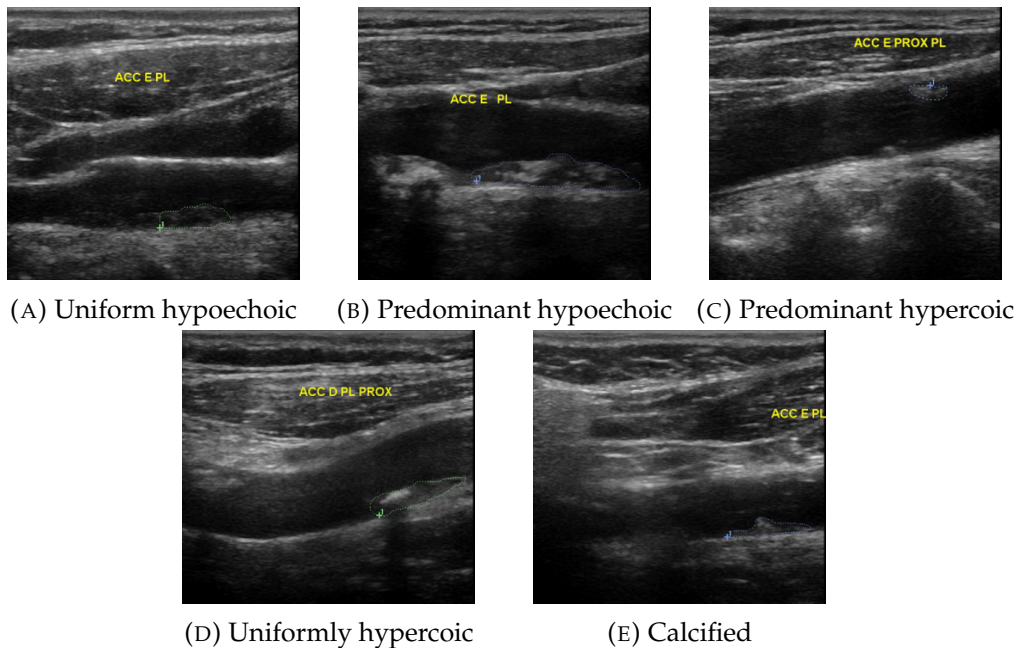 ACC E PL
ACC E PL
ACC E PROX PL
(A) Uniform hypoechoic
(B) Predominant hypoechoic
(C) Predominant hypercoic
ACC D PL PROX
ACC E PL
(D) Uniformly hypercoic
(E) Calcified